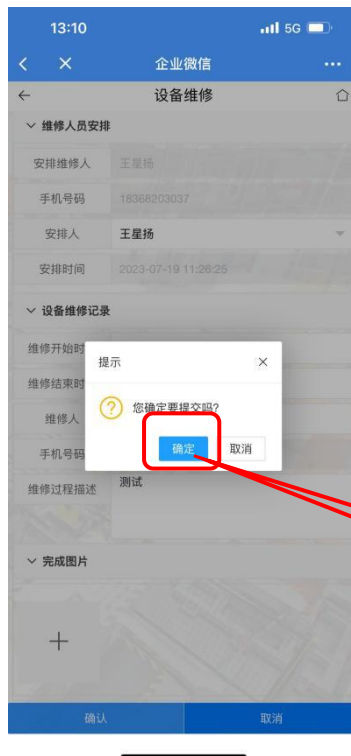 13:10 5G
企业微信
设备维修
维修人员安排
安排维修人 王星扬
手机号码 18368203037
安排人 王星扬
安排时间 2023-07-19 11:26:25
设备维修记录
维修开始时
提示
维修结束时
您确定要提交吗?
维修人
确定 取消
手机号码
维修过程描述 测试
完成图片
确认 取消